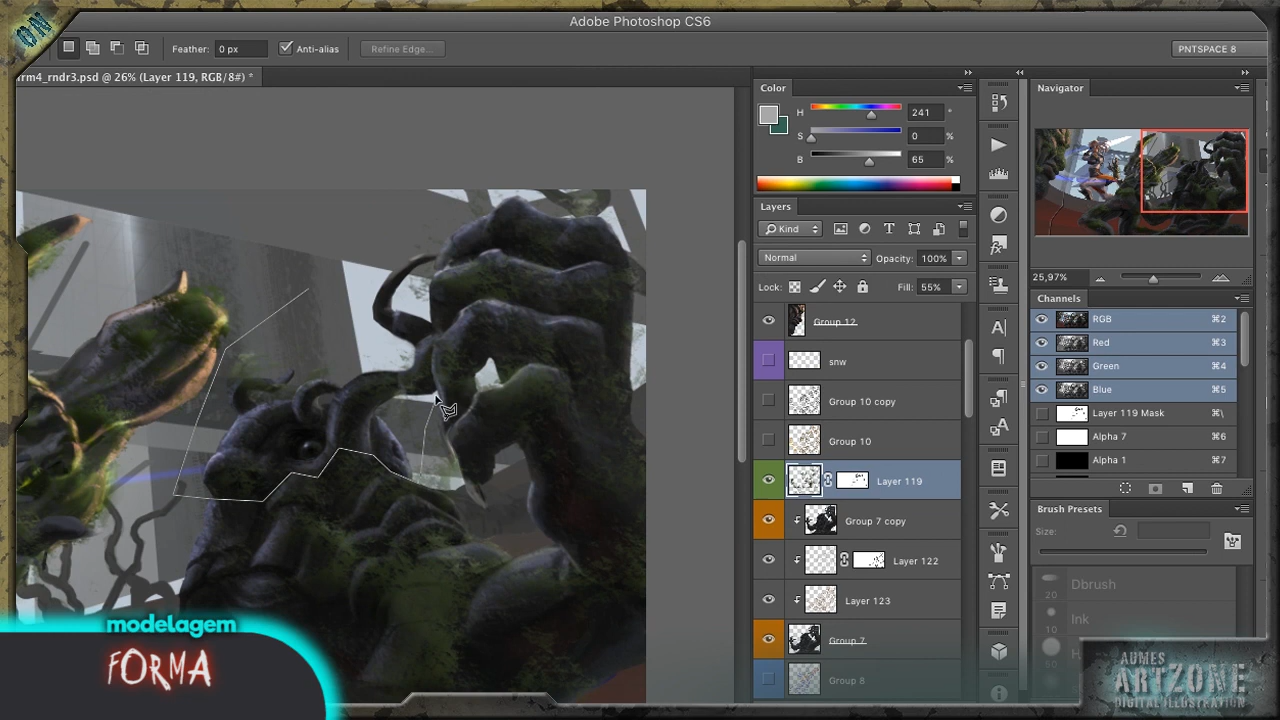 Adobe Photoshop CS6
Feather: 0 px
Anti-alias
Refine Edge...
PNTSPACE 8
rm4_rndr3.psd @ 26% (Layer 119, RGB/8#) *
Color
H 241 °
S 0 %
B 65 %
Layers
Kind
Normal
Opacity: 100%
Lock:
Fill: 55%
Group 12
snw
Group 10 copy
Group 10
Layer 119
Group 7 copy
Layer 122
Layer 123
Group 7
Group 8
Navigator
25,97%
Channels
RGB ⌘2
Red ⌘3
Green ⌘4
Blue ⌘5
Layer 119 Mask ⌘\
Alpha 7 ⌘6
Alpha 1 ⌘7
Brush Presets
Size:
20 Dbrush
10 Ink
modelagem
FORMA
AUMES
ARTZONE
DIGITAL ILLUSTRATION